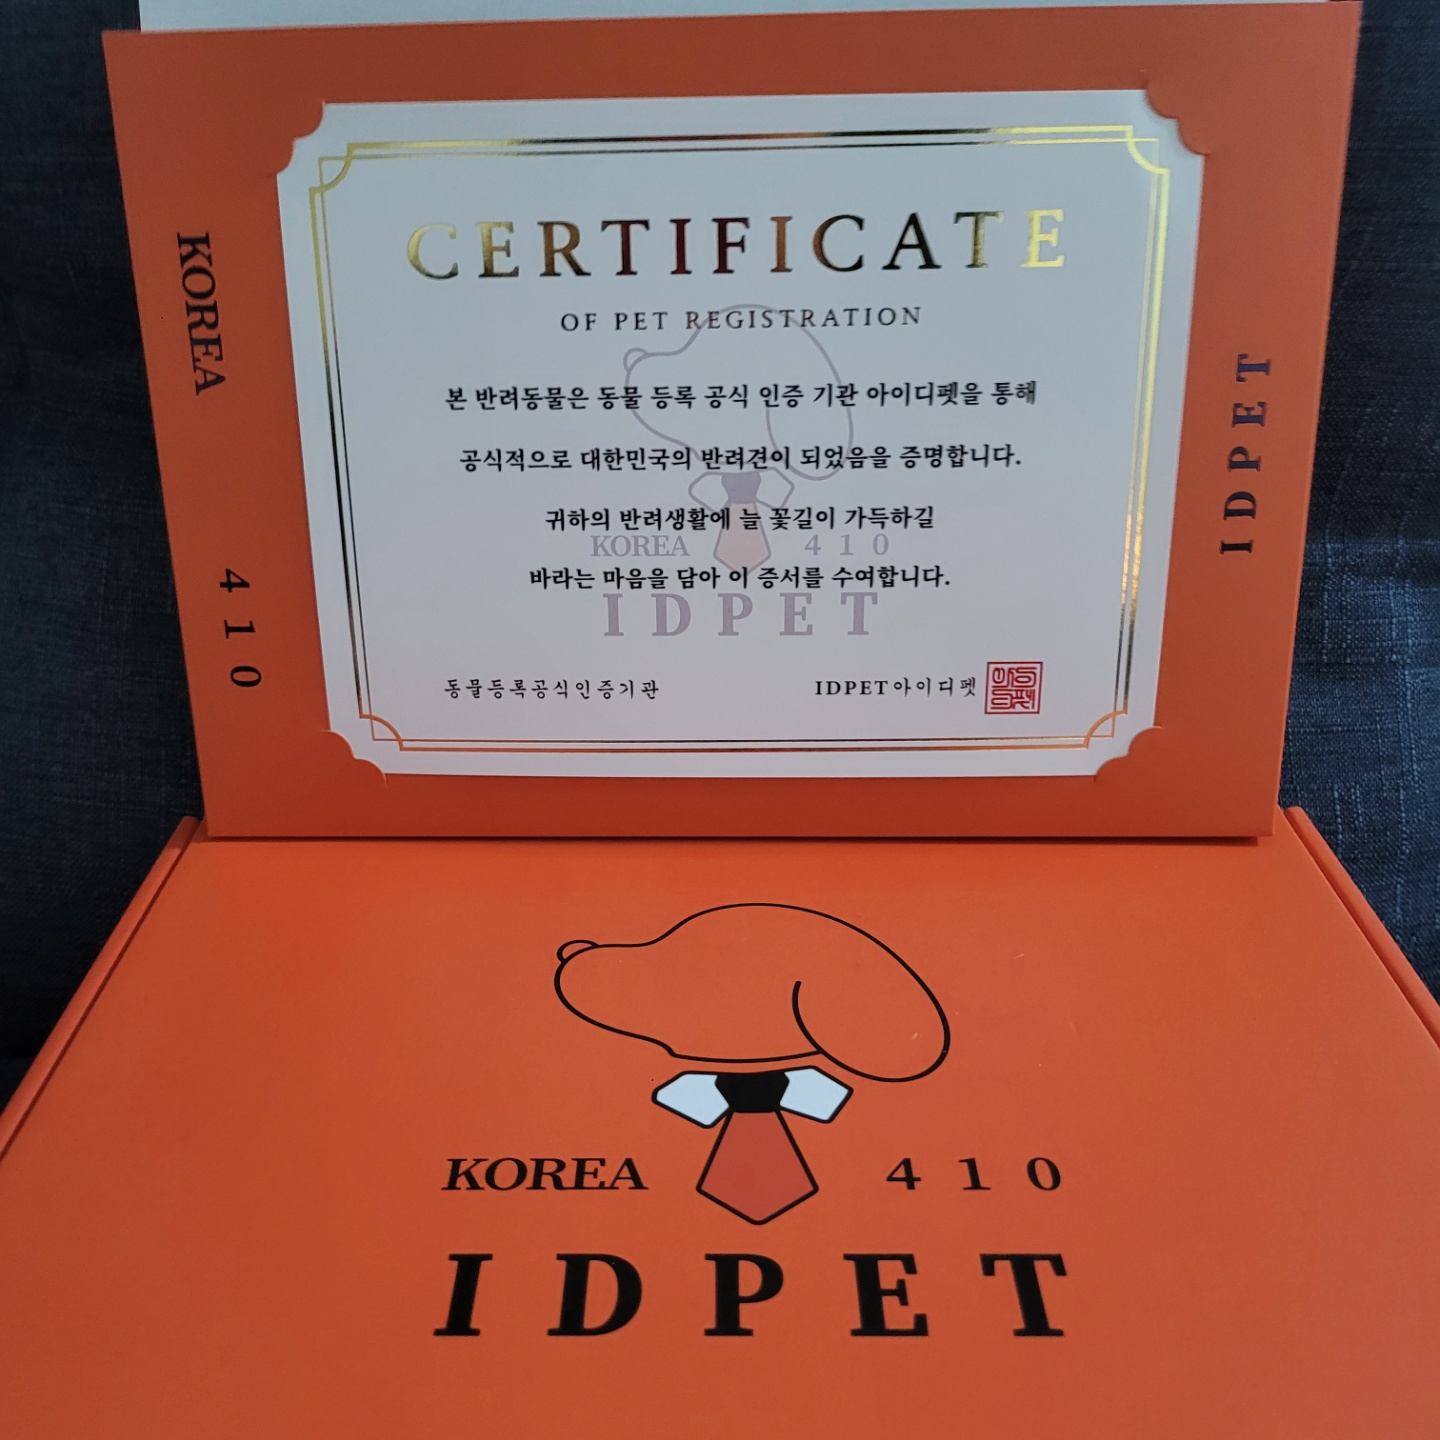 CERTIFICATE
OF PET REGISTRATION
본 반려동물은 동물 등록 공식 인증 기관 아이디펫을 통해
공식적으로 대한민국의 반려견이 되었음을 증명합니다.
귀하의 반려생활에 늘 꽃길이 가득하길
KOREA 410
바라는 마음을 담아 이 증서를 수여합니다.
IDPET
동물등록공식인증기관
IDPET아이디펫
아이디펫
KOREA 410
IDPET
KOREA 410
IDPET